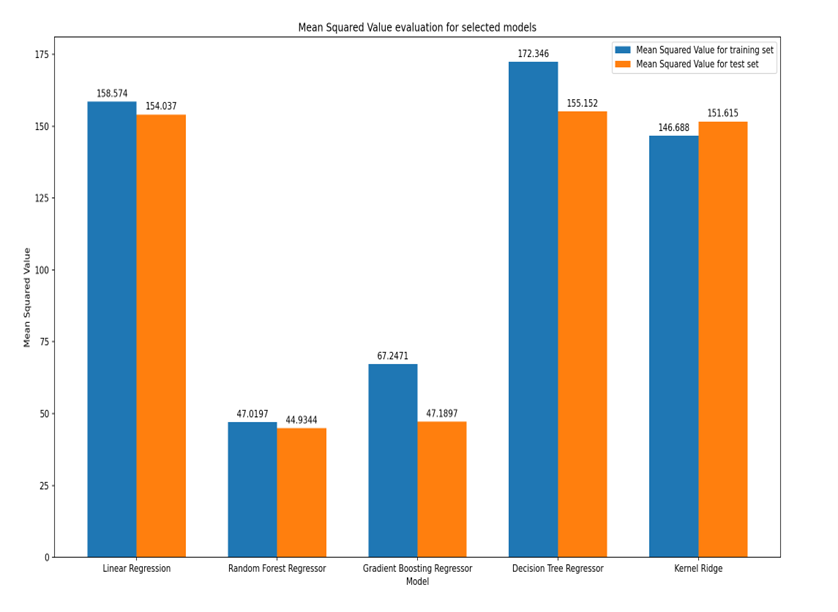 Mean Squared Value evaluation for selected models
Mean Squared Value for training set
Mean Squared Value for test set
Mean Squared Value
175
150
125
100
75
50
25
0
158.574
154.037
47.0197
44.9344
67.2471
47.1897
172.346
155.152
146.688
151.615
Linear Regression
Random Forest Regressor
Gradient Boosting Regressor
Decision Tree Regressor
Kernel Ridge
Model